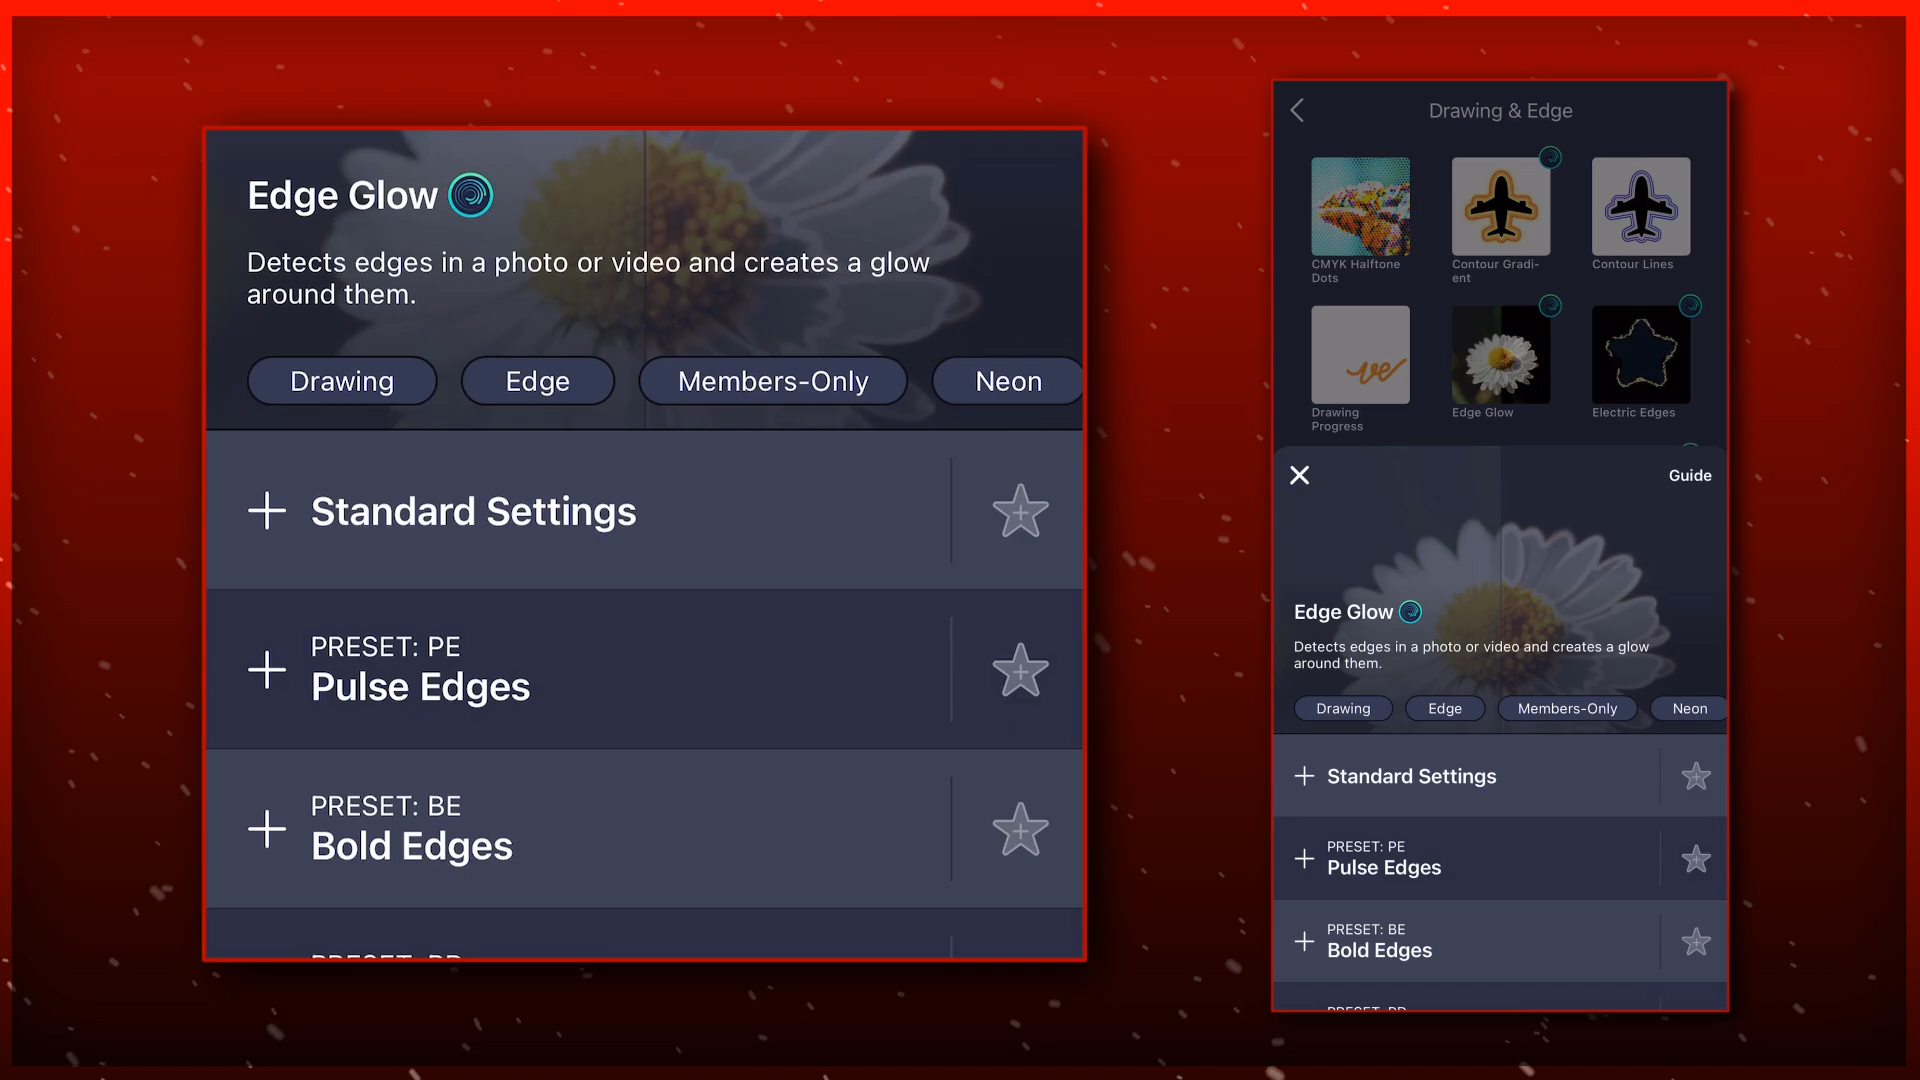 Edge Glow
Detects edges in a photo or video and creates a glow
around them.
Drawing
Edge
Members-Only
Neon
Standard Settings
PRESET: PE
Pulse Edges
PRESET: BE
Bold Edges
Drawing & Edge
CMYK Halftone
Dots
Contour Gradi-
ent
Contour Lines
ve
Drawing
Progress
Edge Glow
Electric Edges
Guide
Edge Glow
Detects edges in a photo or video and creates a glow
around them.
Drawing
Edge
Members-Only
Neon
Standard Settings
PRESET: PE
Pulse Edges
PRESET: BE
Bold Edges